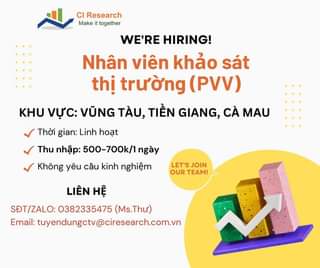 CI Research
Make it together
WE'RE HIRING!
Nhân viên khảo sát
thị trường (PVV)
KHU VỰC: VŨNG TÀU, TIỀN GIANG, CÀ MAU
Thời gian: Linh hoạt
Thu nhập: 500-700k/1 ngày
Không yêu cầu kinh nghiệm
LET'S JOIN
OUR TEAM!
LIÊN HỆ
SĐT/ZALO: 0382335475 (Ms.Thư)
Email: tuyendungctv@ciresearch.com.vn